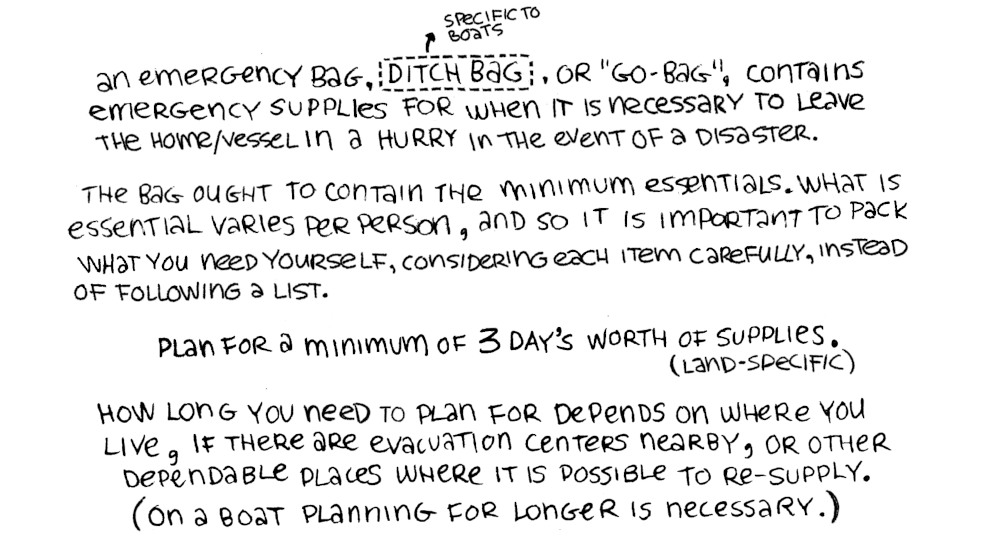 SPECIFIC TO
BOATS
an emergency bag, DITCH BAG, OR "GO-BAG", CONTAINS
emergency supplies for when it is necessary to leave
the home/vessel in a hurry in the event of a disaster.
The bag ought to contain the minimum essentials. What is
essential varies per person, and so it is important to pack
what you need yourself, considering each item carefully, instead
of following a list.
Plan for a minimum of 3 day's worth of supplies.
(land-specific)
How long you need to plan for depends on where you
live, if there are evacuation centers nearby, or other
dependable places where it is possible to re-supply.
(on a boat planning for longer is necessary.)